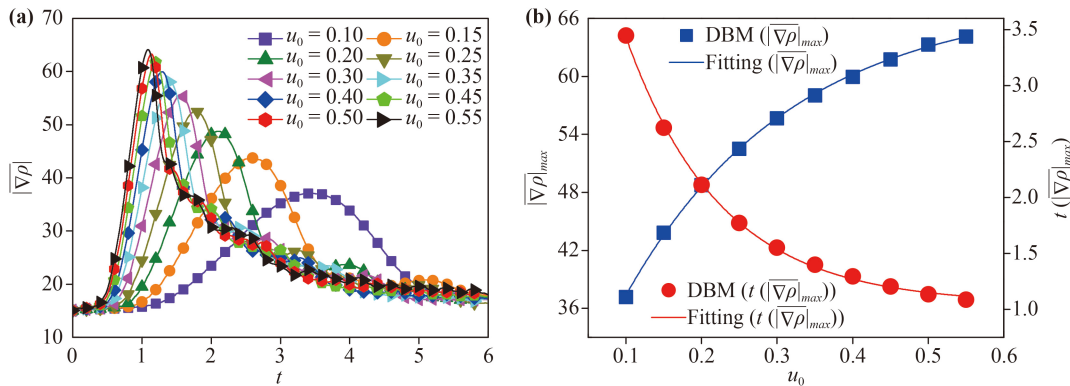 (a)
u₀ = 0.10 u₀ = 0.15
u₀ = 0.20 u₀ = 0.25
u₀ = 0.30 u₀ = 0.35
u₀ = 0.40 u₀ = 0.45
u₀ = 0.50 u₀ = 0.55
70
60
50
40
30
20
10
|∇ρ|
0 1 2 3 4 5 6
t
(b)
DBM (|∇ρ|max)
Fitting (|∇ρ|max)
DBM (t (|∇ρ|max))
Fitting (t (|∇ρ|max))
66
60
54
48
42
36
|∇ρ|max
3.5
3.0
2.5
2.0
1.5
1.0
t (|∇ρ|max)
0.1 0.2 0.3 0.4 0.5 0.6
u₀